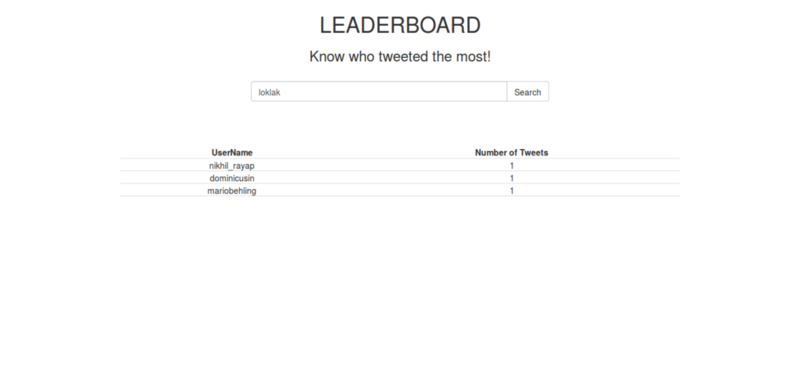 LEADERBOARD
Know who tweeted the most!
loklak Search
UserName Number of Tweets
nikhil_rayap 1
dominicusin 1
mariobehling 1